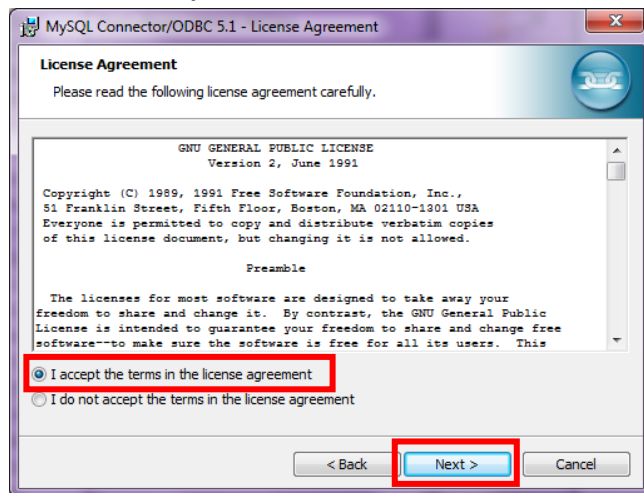 MySQL Connector/ODBC 5.1 - License Agreement
License Agreement
Please read the following license agreement carefully.
GNU GENERAL PUBLIC LICENSE
Version 2, June 1991
Copyright (C) 1989, 1991 Free Software Foundation, Inc.,
51 Franklin Street, Fifth Floor, Boston, MA 02110-1301 USA
Everyone is permitted to copy and distribute verbatim copies
of this license document, but changing it is not allowed.
Preamble
The licenses for most software are designed to take away your
freedom to share and change it. By contrast, the GNU General Public
License is intended to guarantee your freedom to share and change free
software--to make sure the software is free for all its users. This
I accept the terms in the license agreement
I do not accept the terms in the license agreement
< Back Next > Cancel